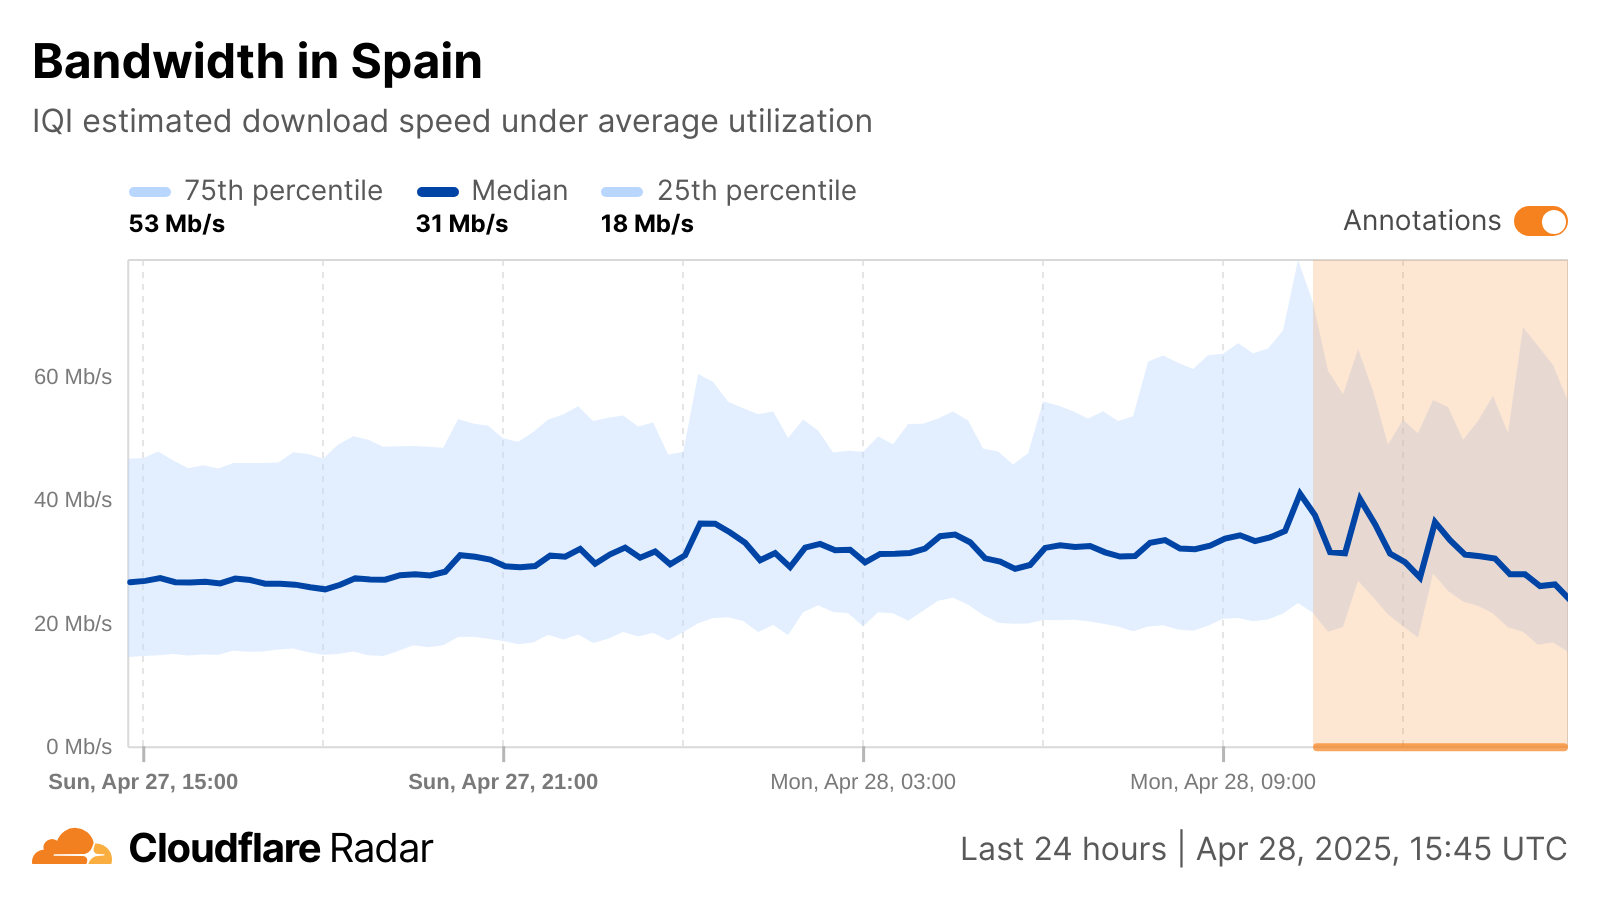 Bandwidth in Spain
IQI estimated download speed under average utilization
75th percentile Median 25th percentile
53 Mb/s 31 Mb/s 18 Mb/s
Annotations
60 Mb/s
40 Mb/s
20 Mb/s
0 Mb/s
Sun, Apr 27, 15:00 Sun, Apr 27, 21:00 Mon, Apr 28, 03:00 Mon, Apr 28, 09:00
Cloudflare Radar
Last 24 hours | Apr 28, 2025, 15:45 UTC